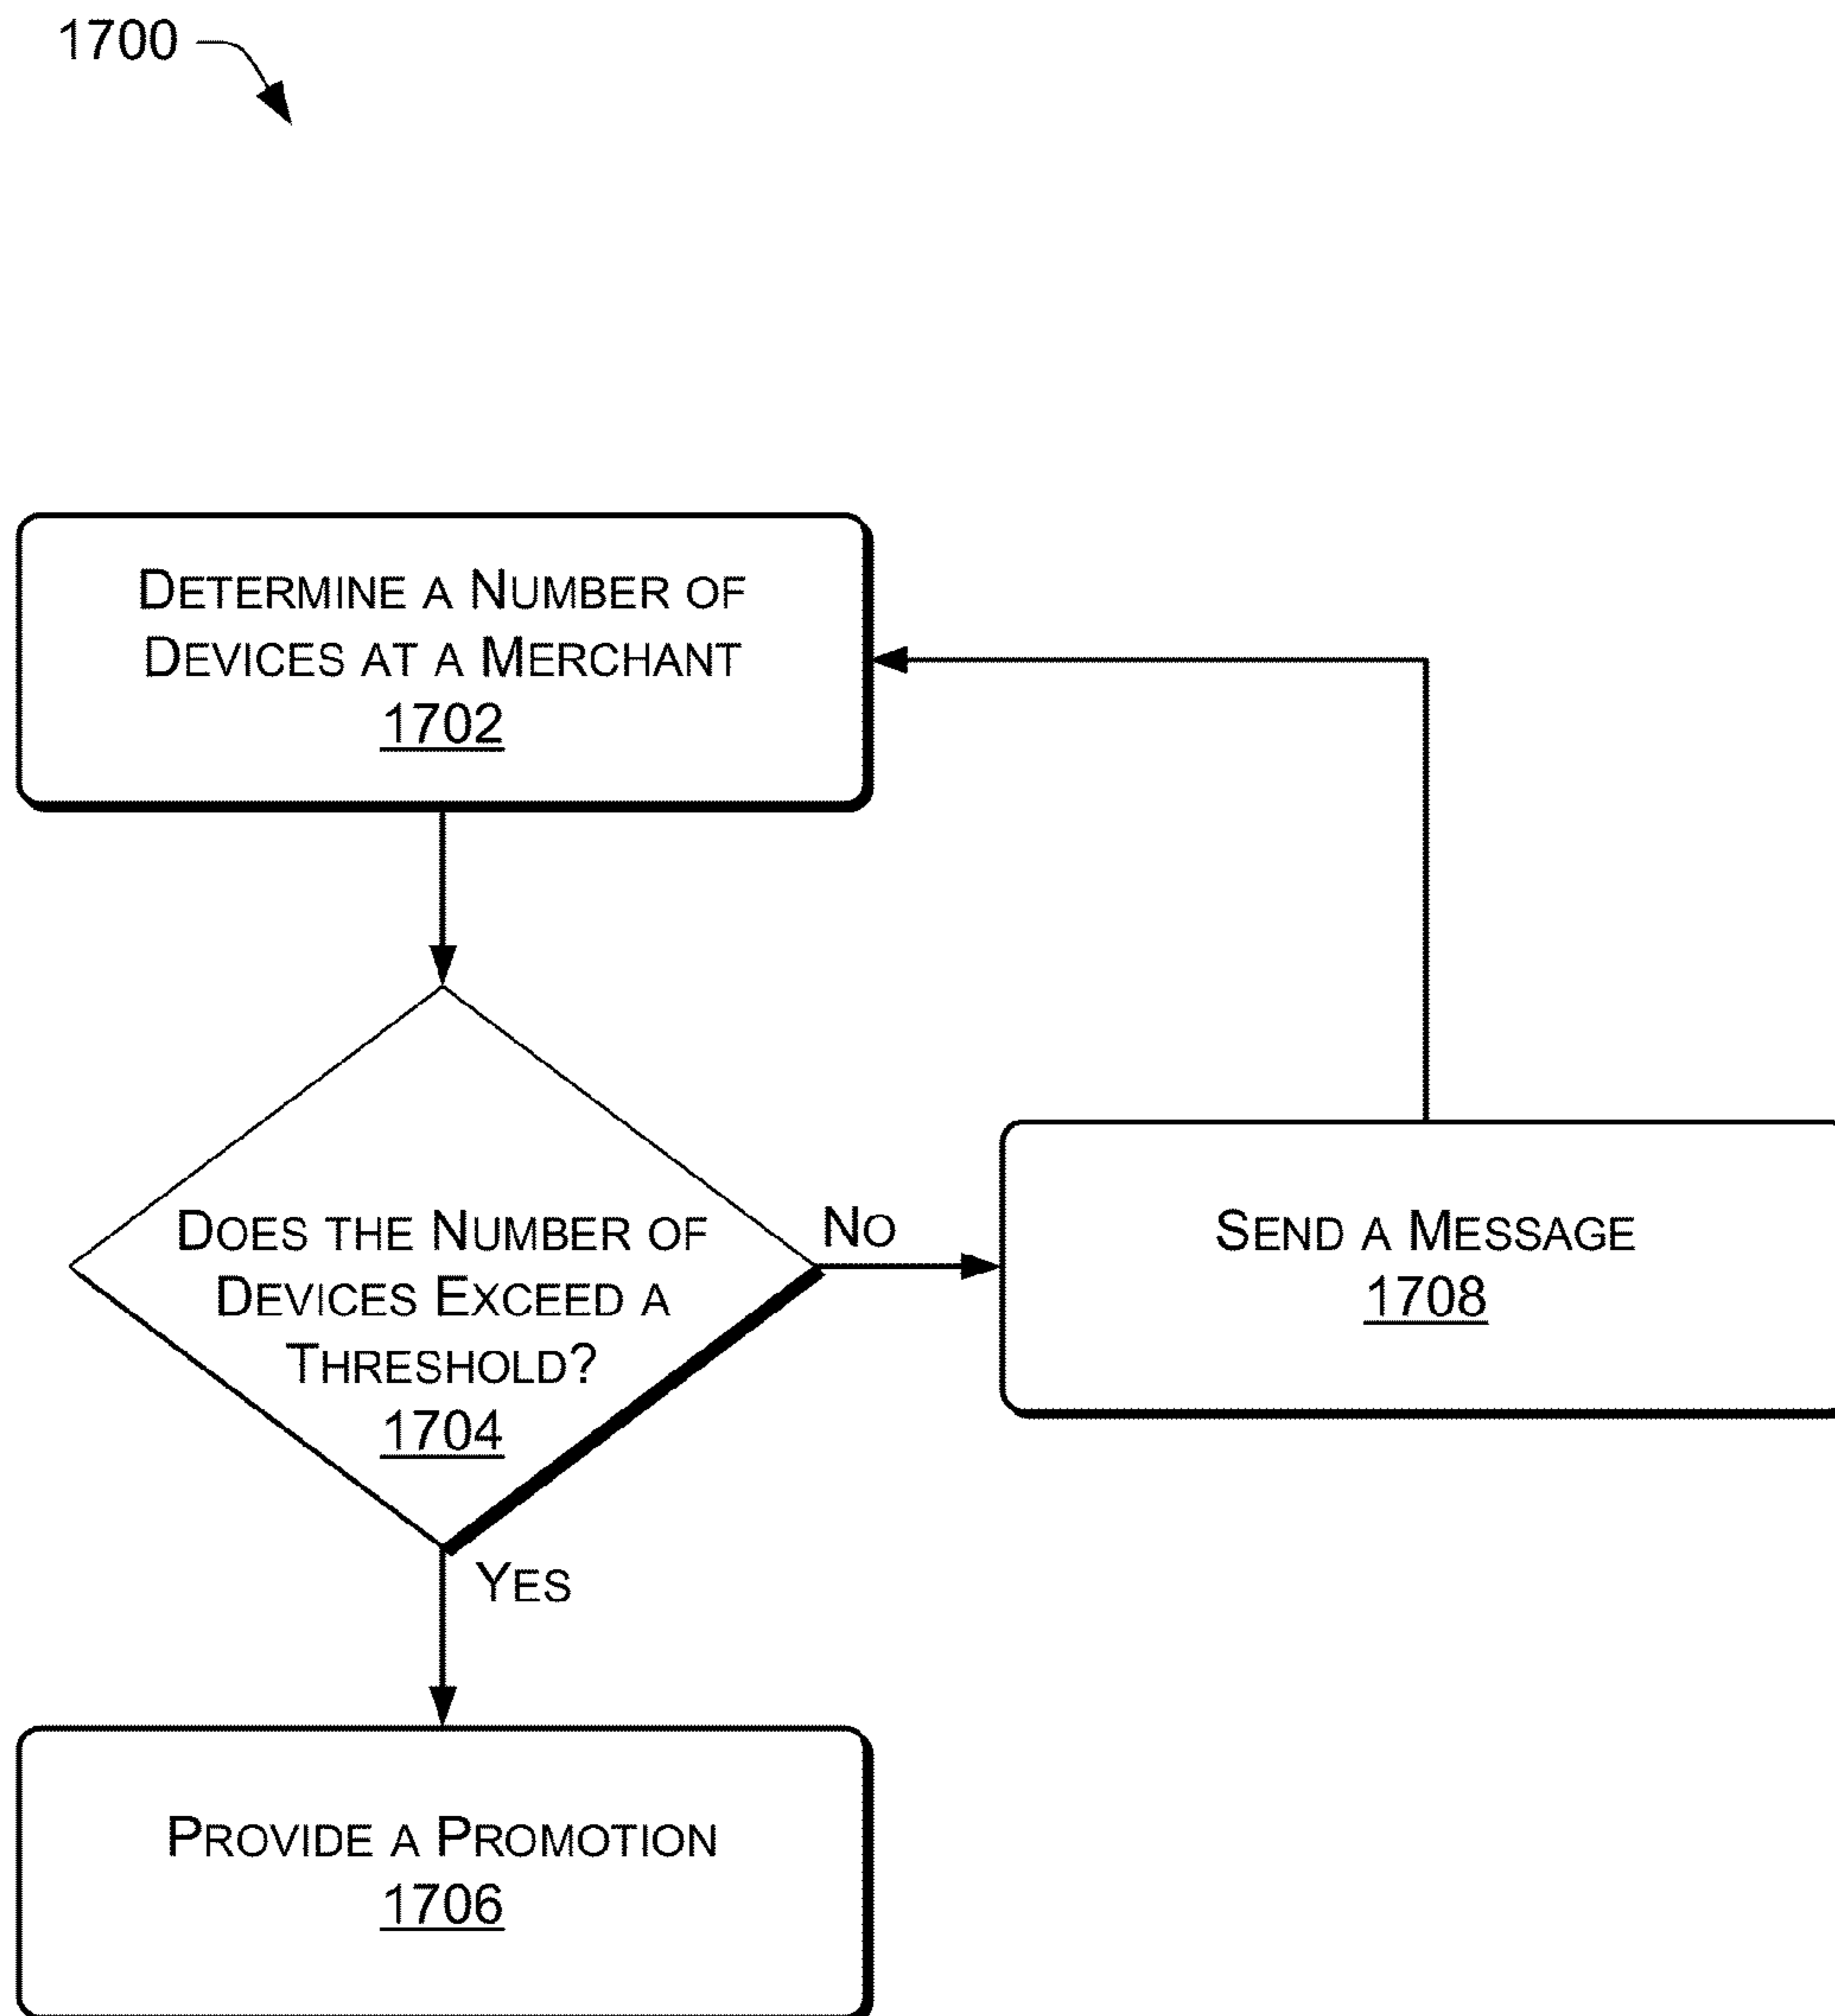 1700
DETERMINE A NUMBER OF
DEVICES AT A MERCHANT
1702
DOES THE NUMBER OF
DEVICES EXCEED A
THRESHOLD?
1704
NO
SEND A MESSAGE
1708
YES
PROVIDE A PROMOTION
1706